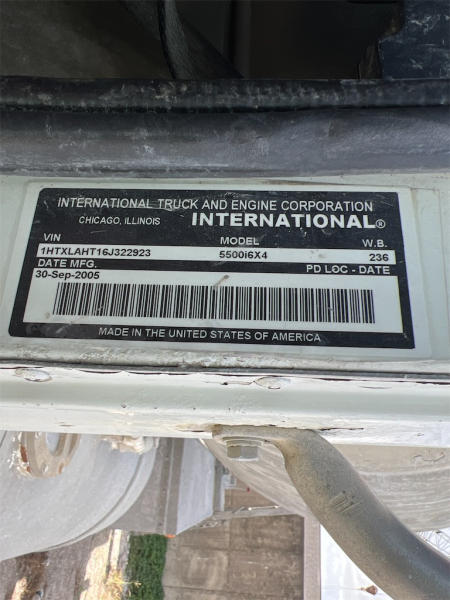 INTERNATIONAL TRUCK AND ENGINE CORPORATION
CHICAGO, ILLINOIS INTERNATIONAL®
VIN MODEL W.B.
1HTXLAHT16J322923 5500i6X4 236
DATE MFG. PD LOC - DATE
30-Sep-2005
MADE IN THE UNITED STATES OF AMERICA